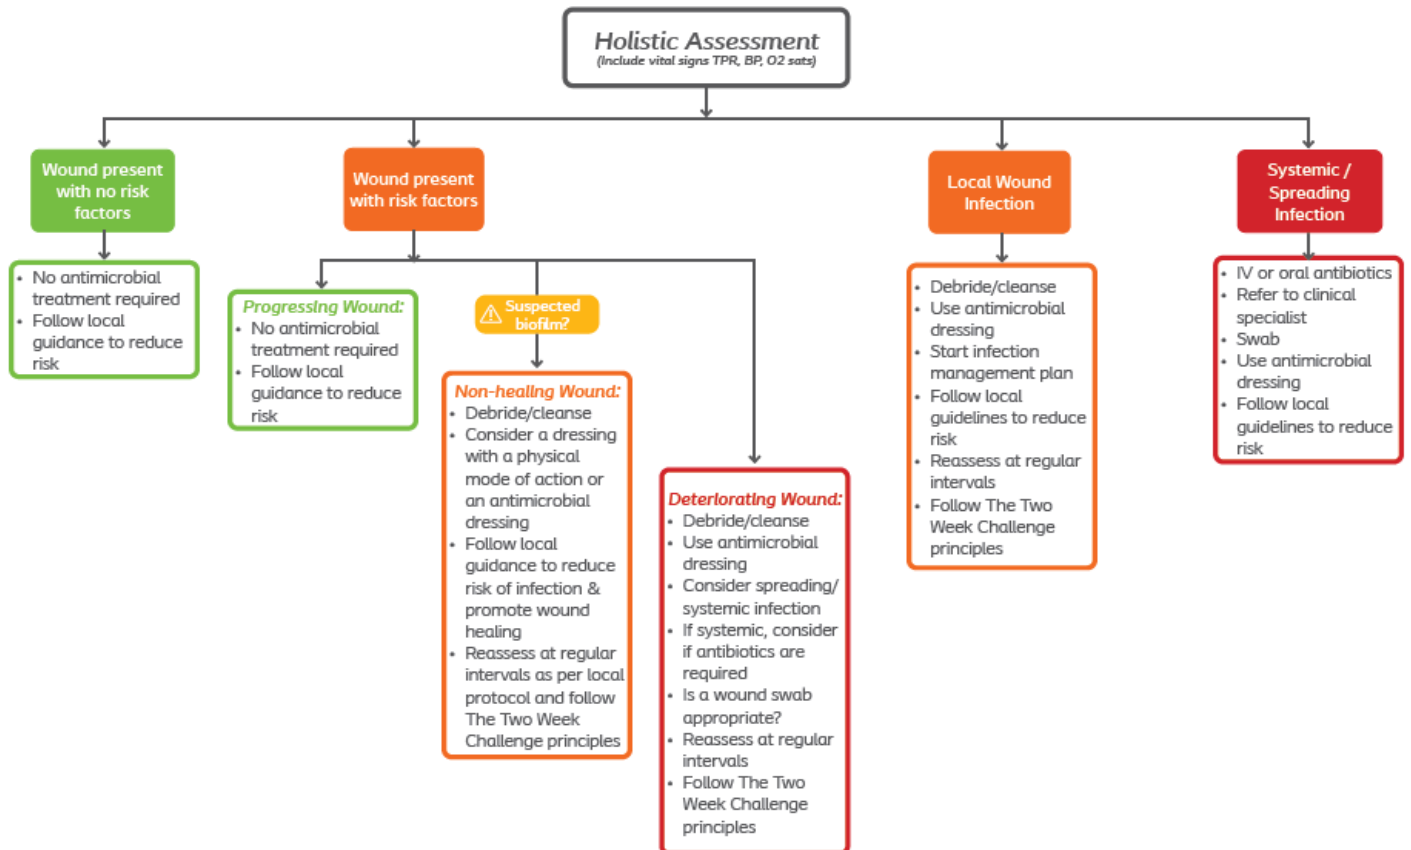 Holistic Assessment
(Include vital signs TPR, BP, O2 sats)
Wound present
with no risk
factors
• No antimicrobial
treatment required
• Follow local
guidance to reduce
risk
Wound present
with risk factors
Progressing Wound:
• No antimicrobial
treatment required
• Follow local
guidance to reduce
risk
Suspected
biofilm?
Non-healing Wound:
• Debride/cleanse
• Consider a dressing
with a physical
mode of action or
an antimicrobial
dressing
• Follow local
guidance to reduce
risk of infection &
promote wound
healing
• Reassess at regular
intervals as per local
protocol and follow
The Two Week
Challenge principles
Deteriorating Wound:
• Debride/cleanse
• Use antimicrobial
dressing
• Consider spreading/
systemic infection
• If systemic, consider
if antibiotics are
required
• Is a wound swab
appropriate?
• Reassess at regular
intervals
• Follow The Two
Week Challenge
principles
Local Wound
Infection
• Debride/cleanse
• Use antimicrobial
dressing
• Start infection
management plan
• Follow local
guidelines to reduce
risk
• Reassess at regular
intervals
• Follow The Two
Week Challenge
principles
Systemic /
Spreading
Infection
• IV or oral antibiotics
• Refer to clinical
specialist
• Swab
• Use antimicrobial
dressing
• Follow local
guidelines to reduce
risk